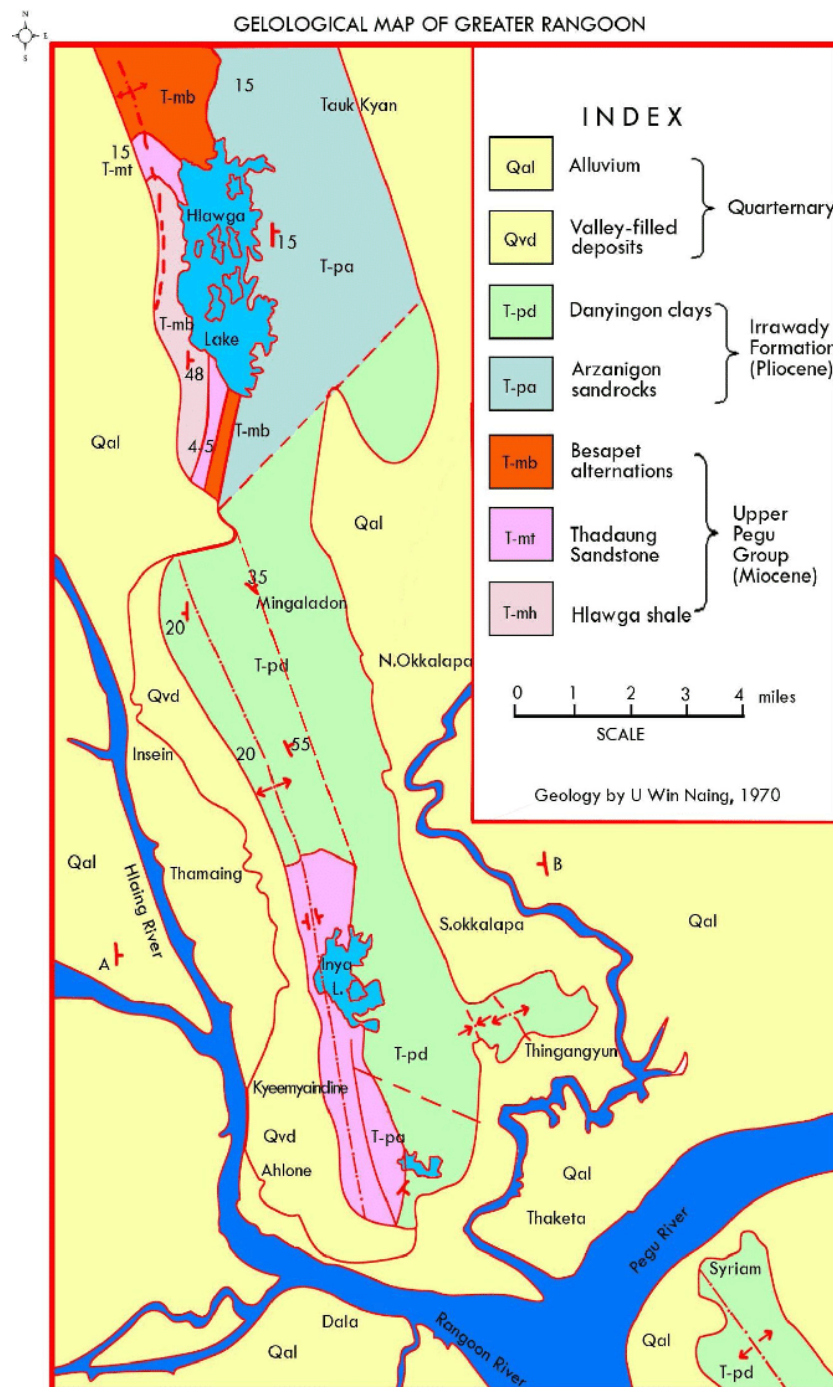 GELOLOGICAL MAP OF GREATER RANGOON
N
W
E
S
T-mb
15
Tauk Kyan
15
T-mt
Hlawga
15
T-pa
T-mb
Lake
48
T-mb
4-5
Qal
Qal
35
Mingaladon
20
T-pd
N.Okkalapa
Qvd
Insein
20
55
Qal
Thamaing
Hlaing River
B
S.okkalapa
Qal
A
Inya
L.
T-pd
Thingangyun
Kyeemyaindine
Qvd
T-pa
Ahlone
Qal
Thaketa
Pegu River
Syriam
Dala
Rangoon River
Qal
Qal
T-pd
INDEX
Qal
Alluvium
Qvd
Valley-filled
deposits
Quarternary
T-pd
Danyingon clays
T-pa
Arzanigon
sandrocks
Irrawady
Formation
(Pliocene)
T-mb
Besapet
alternations
T-mt
Thadaung
Sandstone
T-mh
Hlawga shale
Upper
Pegu
Group
(Miocene)
0 1 2 3 4 miles
SCALE
Geology by U Win Naing, 1970